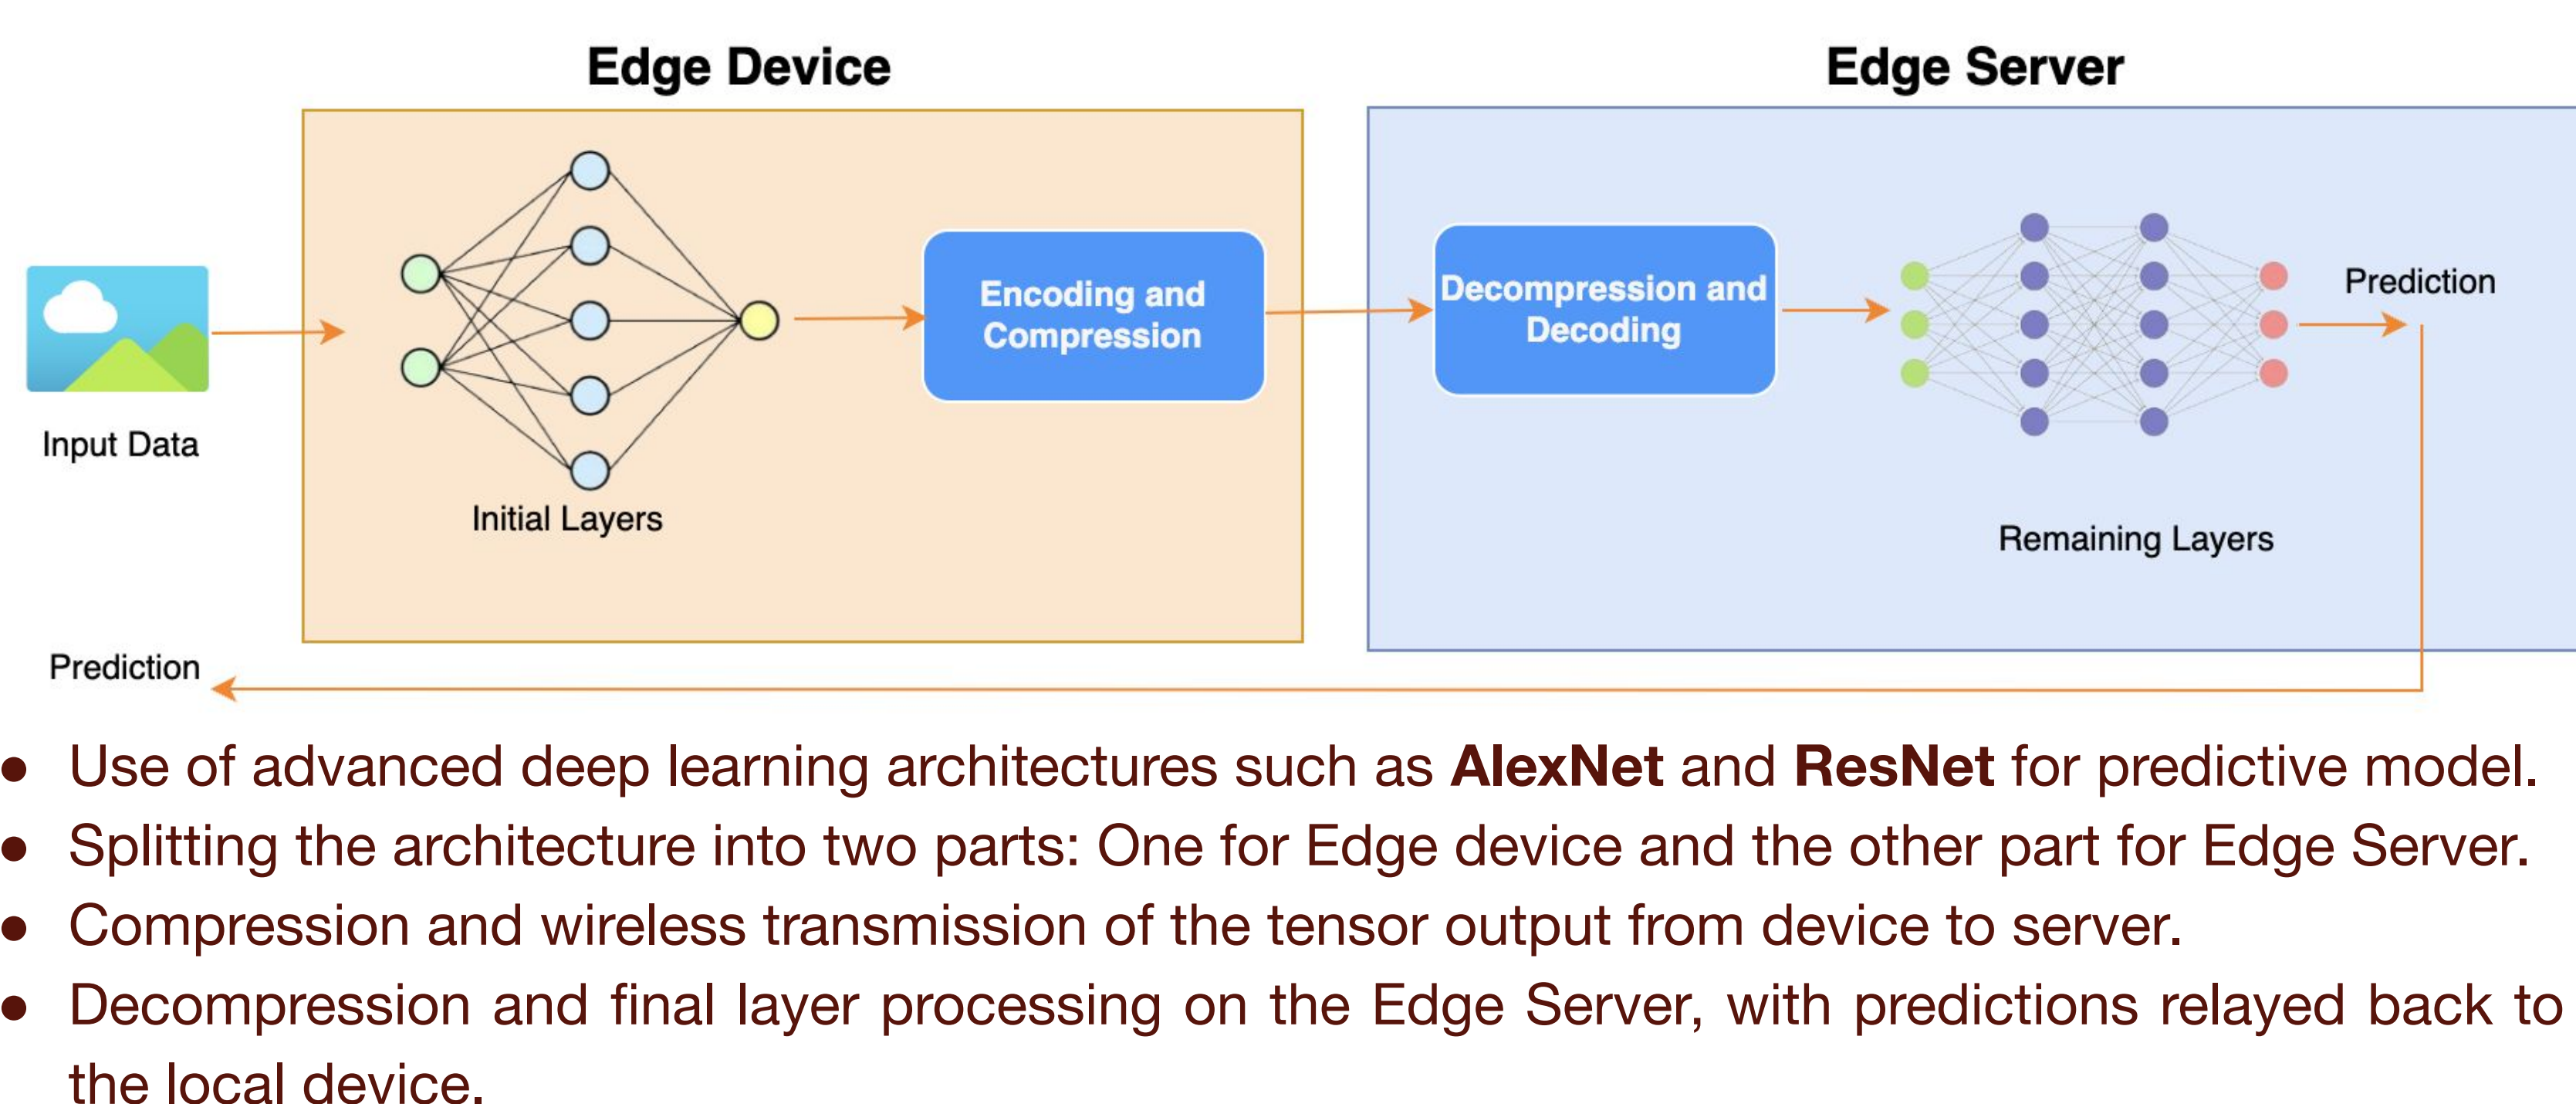 Edge Device
Edge Server
Input Data
Initial Layers
Encoding and
Compression
Decompression and
Decoding
Remaining Layers
Prediction
Prediction
● Use of advanced deep learning architectures such as AlexNet and ResNet for predictive model.
● Splitting the architecture into two parts: One for Edge device and the other part for Edge Server.
● Compression and wireless transmission of the tensor output from device to server.
● Decompression and final layer processing on the Edge Server, with predictions relayed back to
the local device.